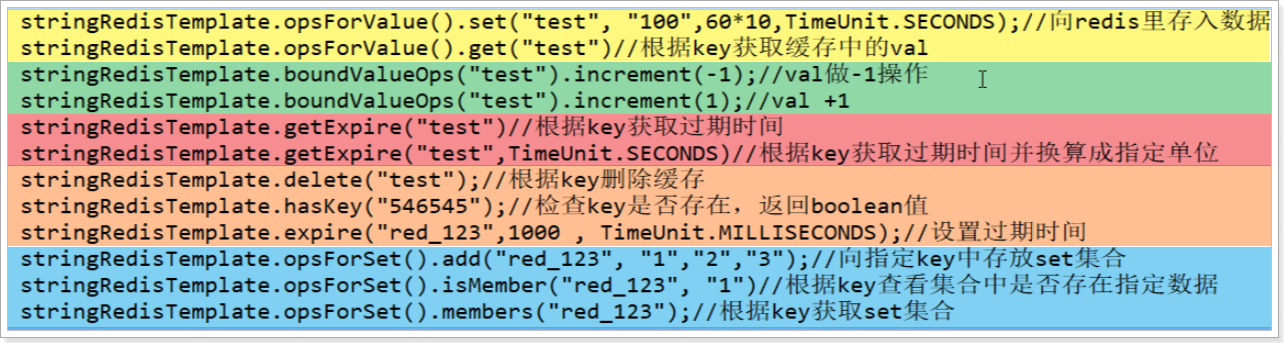 stringRedisTemplate.opsForValue().set("test", "100",60*10,TimeUnit.SECONDS);//向redis里存入数据
stringRedisTemplate.opsForValue().get("test")//根据key获取缓存中的val
stringRedisTemplate.boundValueOps("test").increment(-1);//val做-1操作
stringRedisTemplate.boundValueOps("test").increment(1);//val +1
stringRedisTemplate.getExpire("test")//根据key获取过期时间
stringRedisTemplate.getExpire("test",TimeUnit.SECONDS)//根据key获取过期时间并换算成指定单位
stringRedisTemplate.delete("test");//根据key删除缓存
stringRedisTemplate.hasKey("546545");//检查key是否存在，返回boolean值
stringRedisTemplate.expire("red_123",1000 , TimeUnit.MILLISECONDS);//设置过期时间
stringRedisTemplate.opsForSet().add("red_123", "1","2","3");//向指定key中存放set集合
stringRedisTemplate.opsForSet().isMember("red_123", "1")//根据key查看集合中是否存在指定数据
stringRedisTemplate.opsForSet().members("red_123");//根据key获取set集合